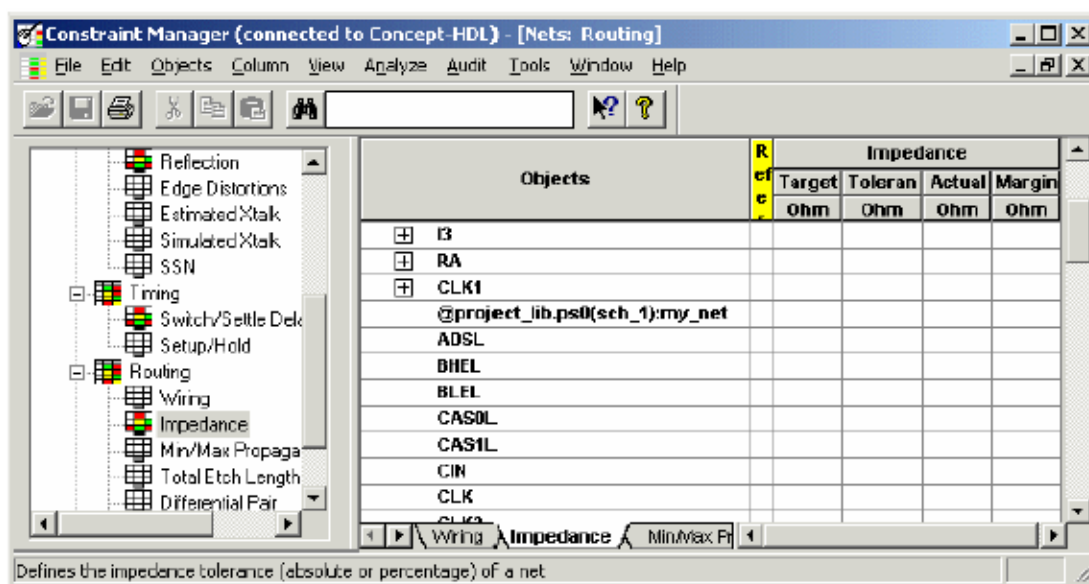 Constraint Manager (connected to Concept-HDL) - [Nets: Routing]
File Edit Objects Column View Analyze Audit Tools Window Help
Reflection
Edge Distortions
Estimated Xtalk
Simulated Xtalk
SSN
Timing
Switch/Settle Dela
Setup/Hold
Routing
Wiring
Impedance
Min/Max Propaga
Total Etch Length
Differential Pair
Objects
R
ef
e
Impedance
Target Toleran Actual Margin
Ohm Ohm Ohm Ohm
I3
RA
CLK1
@project_lib.ps0(sch_1):my_net
ADSL
BHEL
BLEL
CAS0L
CAS1L
CIN
CLK
Wiring Impedance Min/Max Pr
Defines the impedance tolerance (absolute or percentage) of a net